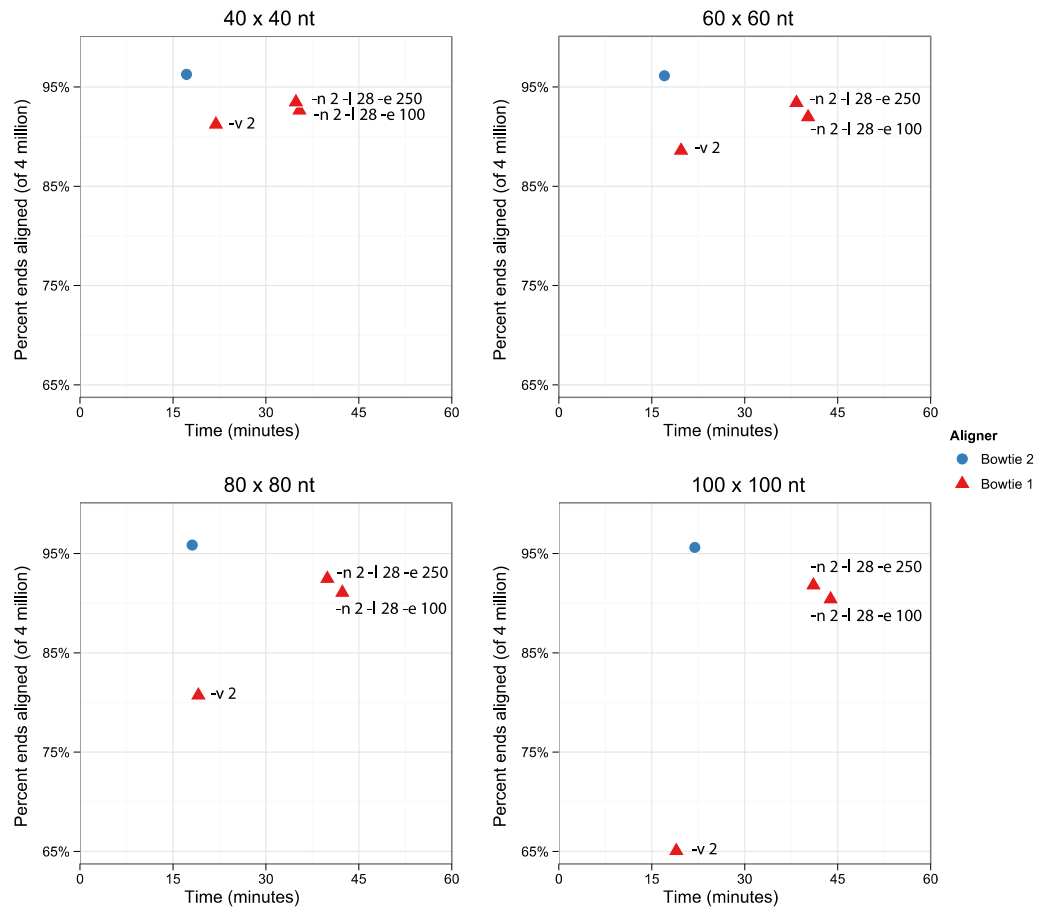 40 x 40 nt
Percent ends aligned (of 4 million)
95%
85%
75%
65%
-n 2 -l 28 -e 250
-n 2 -l 28 -e 100
-v 2
0 15 30 45 60
Time (minutes)
60 x 60 nt
Percent ends aligned (of 4 million)
95%
85%
75%
65%
-n 2 -l 28 -e 250
-n 2 -l 28 -e 100
-v 2
0 15 30 45 60
Time (minutes)
Aligner
Bowtie 2
Bowtie 1
80 x 80 nt
Percent ends aligned (of 4 million)
95%
85%
75%
65%
-n 2 -l 28 -e 250
-n 2 -l 28 -e 100
-v 2
0 15 30 45 60
Time (minutes)
100 x 100 nt
Percent ends aligned (of 4 million)
95%
85%
75%
65%
-n 2 -l 28 -e 250
-n 2 -l 28 -e 100
-v 2
0 15 30 45 60
Time (minutes)